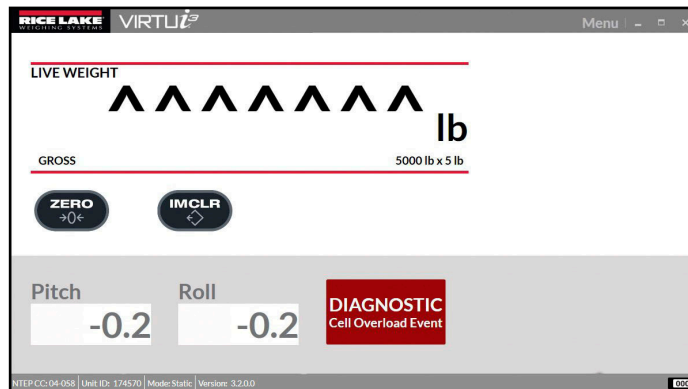 RICE LAKE VIRTUi³ Menu
WEIGHING SYSTEMS
LIVE WEIGHT
^^^^^^^
lb
GROSS 5000 lb x 5 lb
ZERO IMCLR
→0←
Pitch Roll
-0.2 -0.2
DIAGNOSTIC
Cell Overload Event
NTEP CC: 04-058 Unit ID: 174570 Mode: Static Version: 3.2.0.0